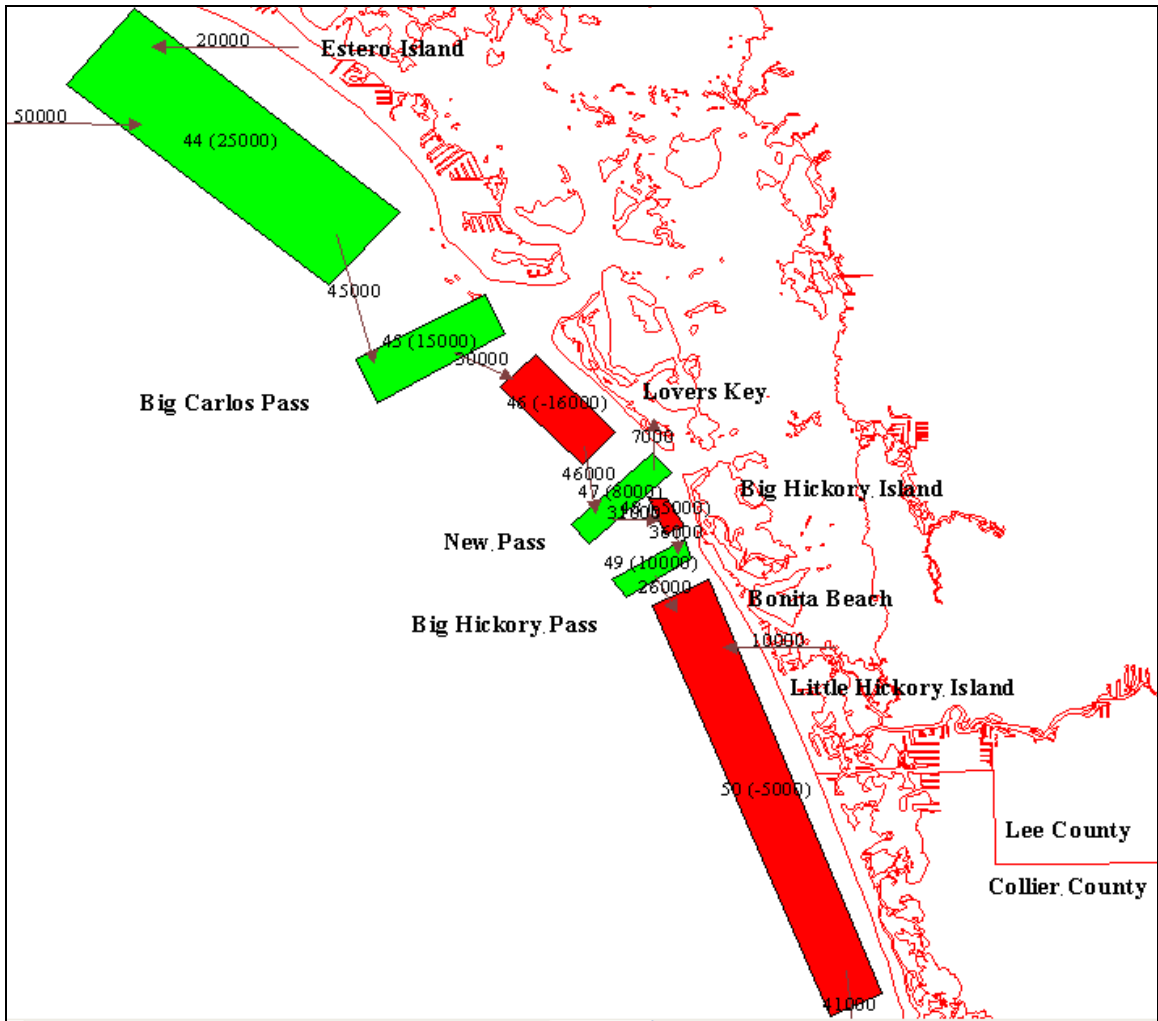 20000
Estero Island
50000
44 (25000)
45000
45 (15000)
30000
Lovers Key
Big Carlos Pass
46 (-16000)
7000
46000
47 (8000)
Big Hickory Island
31000
36000
New Pass
49 (10000)
26000
Bonita Beach
Big Hickory Pass
10000
Little Hickory Island
50 (-5000)
Lee County
Collier County
41000